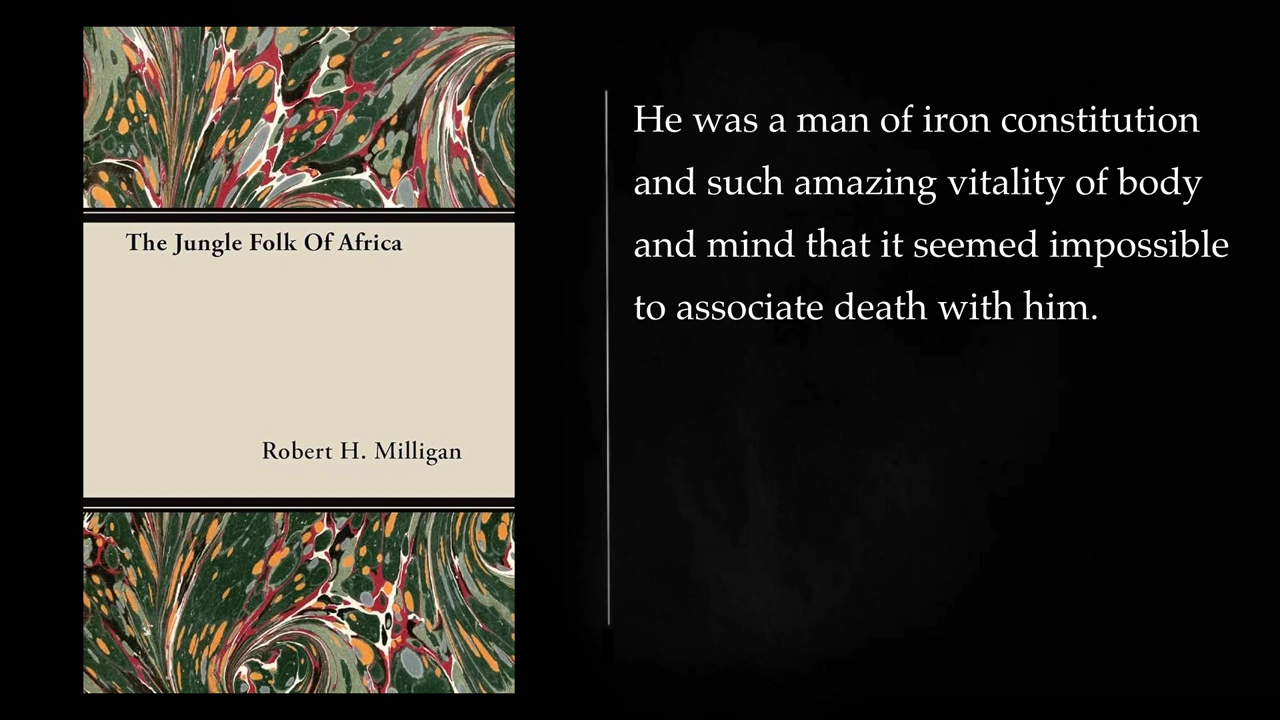 The Jungle Folk Of Africa
Robert H. Milligan
He was a man of iron constitution
and such amazing vitality of body
and mind that it seemed impossible
to associate death with him.